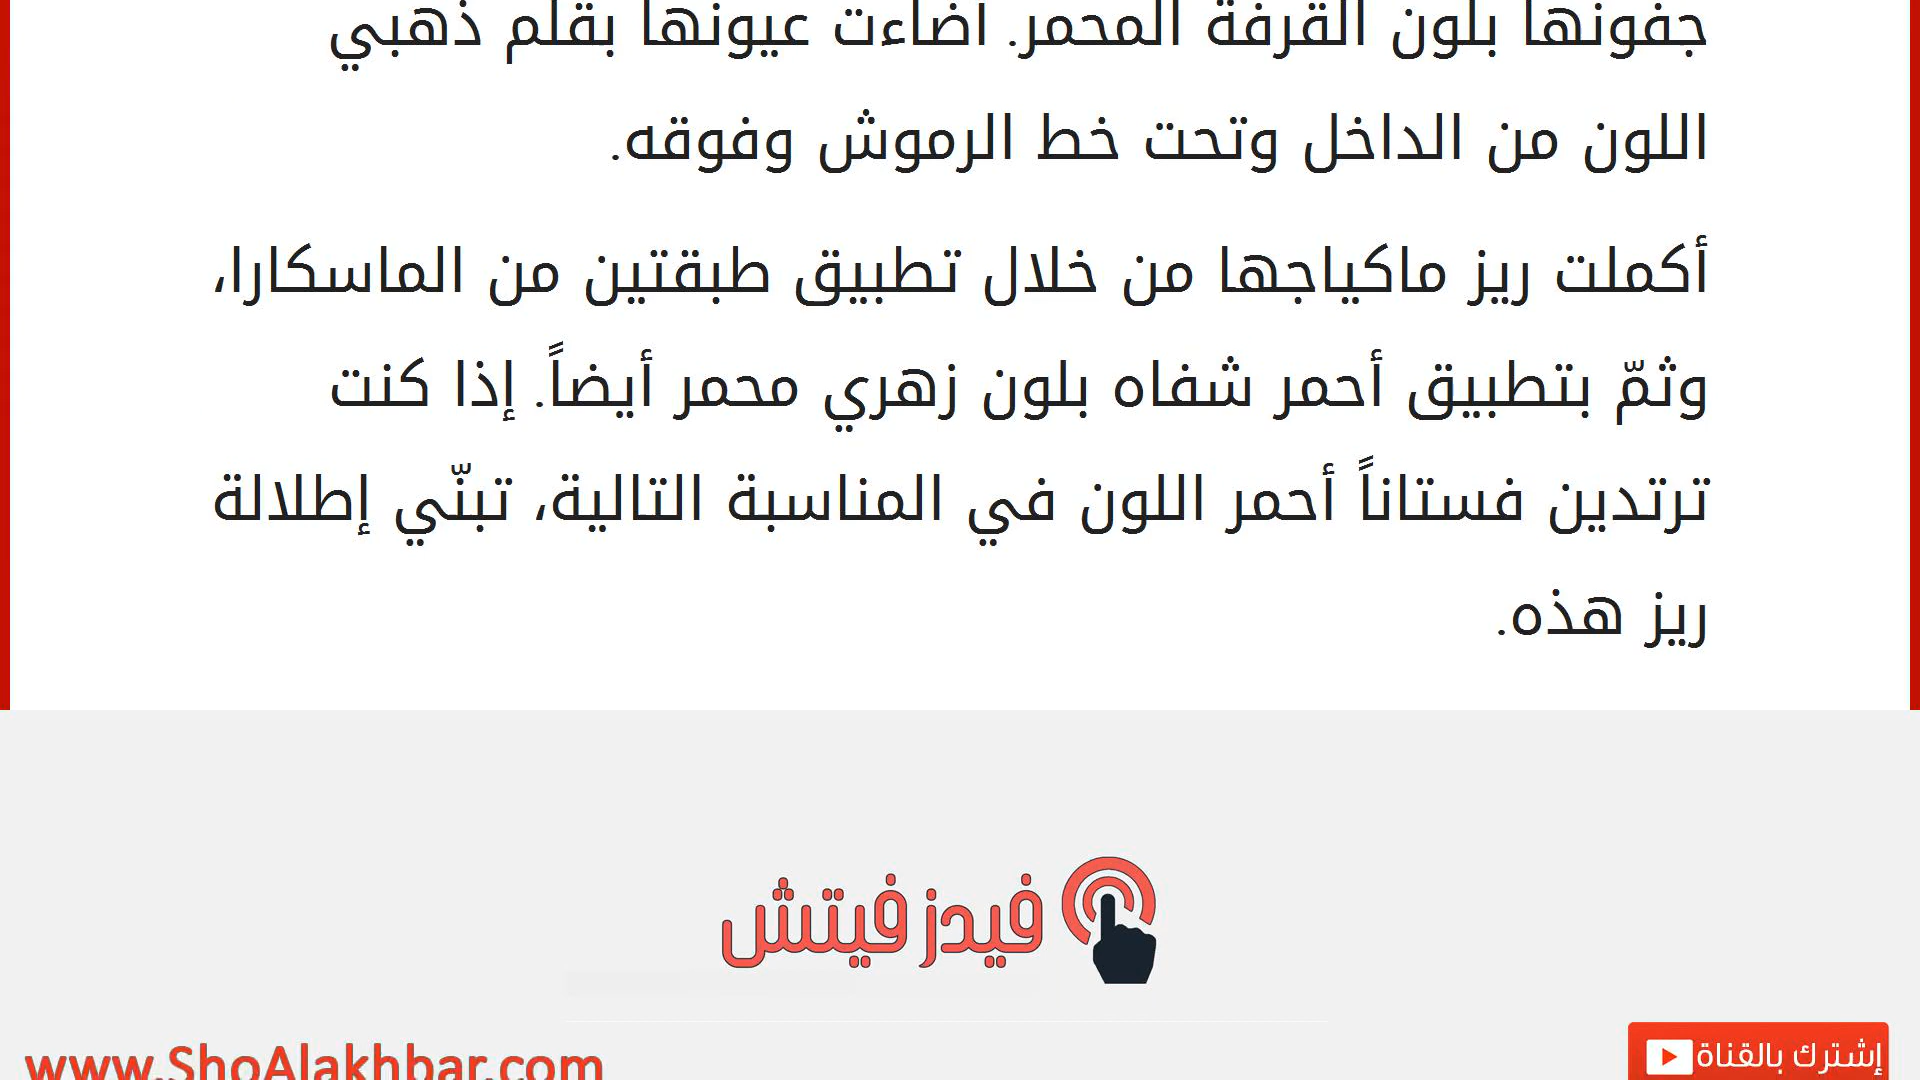 جفونها بلون القرفة المحمر. أضاءت عيونها بقلم ذهبي
اللون من الداخل وتحت خط الرموش وفوقه.
أكملت ريز ماكياجها من خلال تطبيق طبقتين من الماسكارا،
وثمّ بتطبيق أحمر شفاه بلون زهري محمر أيضاً. إذا كنت
ترتدين فستاناً أحمر اللون في المناسبة التالية، تبنّي إطلالة
ريز هذه.
فيدز فيتش
www.ShoAlakhbar.com
إشترك بالقناة